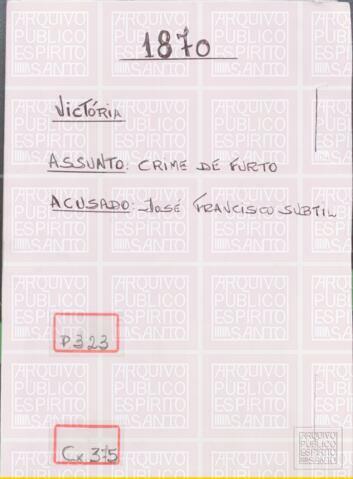 1870
Victória
ASSUNTO: CRIME DE FURTO
ACUSADO: José FRANCISCO SUBTIL
P323
Cx 375
ARQUIVO
PÚBLICO
ESPÍRITO
SANTO